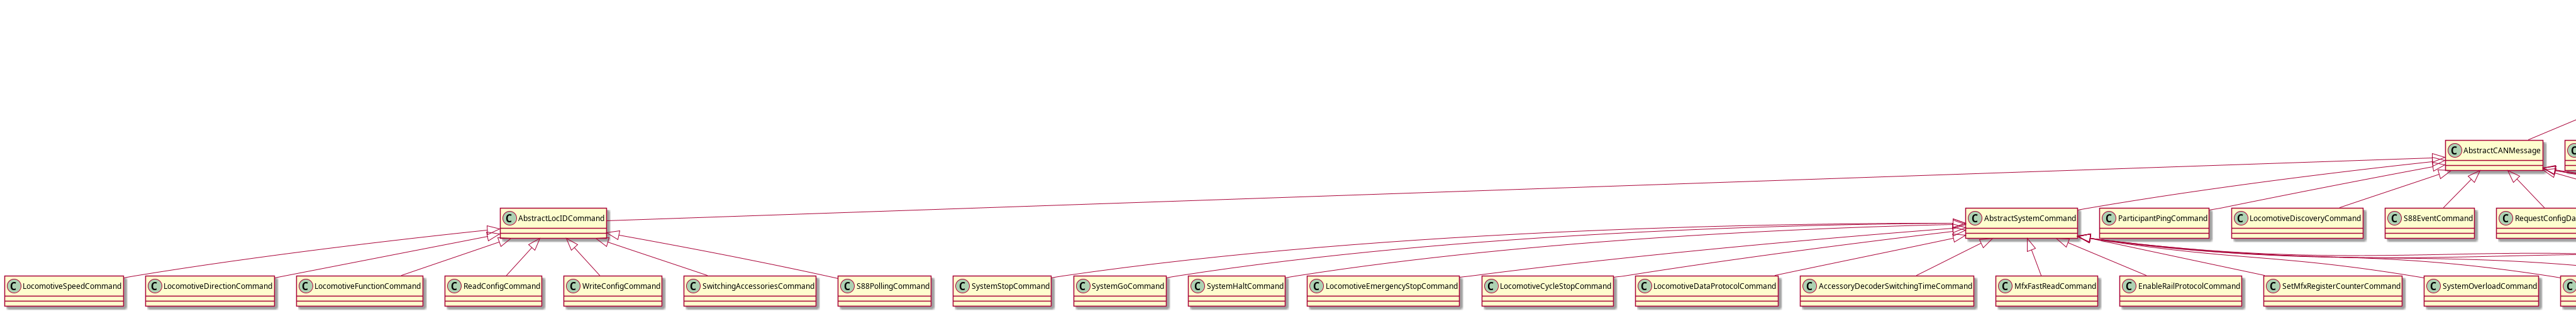 C AbstractCANMessage C
C AbstractLocIDCommand C AbstractSystemCommand C ParticipantPingCommand C LocomotiveDiscoveryCommand C S88EventCommand C RequestConfigDa
C LocomotiveSpeedCommand C LocomotiveDirectionCommand C LocomotiveFunctionCommand C ReadConfigCommand C WriteConfigCommand C SwitchingAccessoriesCommand C S88PollingCommand C SystemStopCommand C SystemGoCommand C SystemHaltCommand C LocomotiveEmergencyStopCommand C LocomotiveCycleStopCommand C LocomotiveDataProtocolCommand C AccessoryDecoderSwitchingTimeCommand C MfxFastReadCommand C EnableRailProtocolCommand C SetMfxRegisterCounterCommand C SystemOverloadCommand C